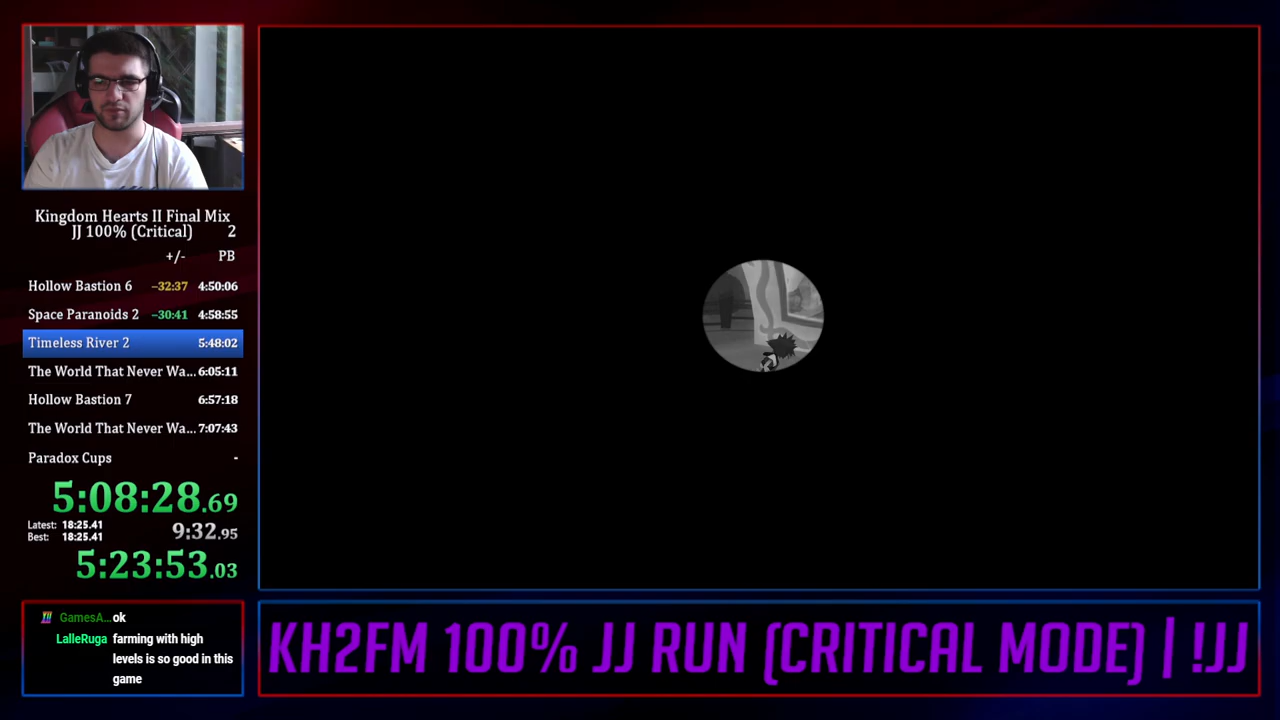 Kingdom Hearts II Final Mix
JJ 100% (Critical) 2
+/- PB
Hollow Bastion 6 −32:37 4:50:06
Space Paranoids 2 −30:41 4:58:55
Timeless River 2 5:48:02
The World That Never Wa... 6:05:11
Hollow Bastion 7 6:57:18
The World That Never Wa... 7:07:43
Paradox Cups -
5:08:28.69
Latest: 18:25.41 9:32.95
Best: 18:25.41
5:23:53.03
GamesA... ok
LalleRuga farming with high
levels is so good in this
game
KH2FM 100% JJ RUN (CRITICAL MODE) | !JJ